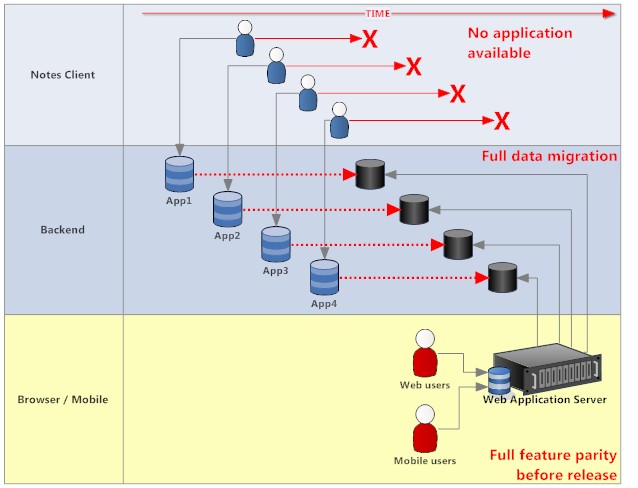 TIME
No application
available
Notes Client
X
X
X
X
Full data migration
App1
App2
App3
App4
Backend
Browser / Mobile
Web users
Mobile users
Web Application Server
Full feature parity
before release